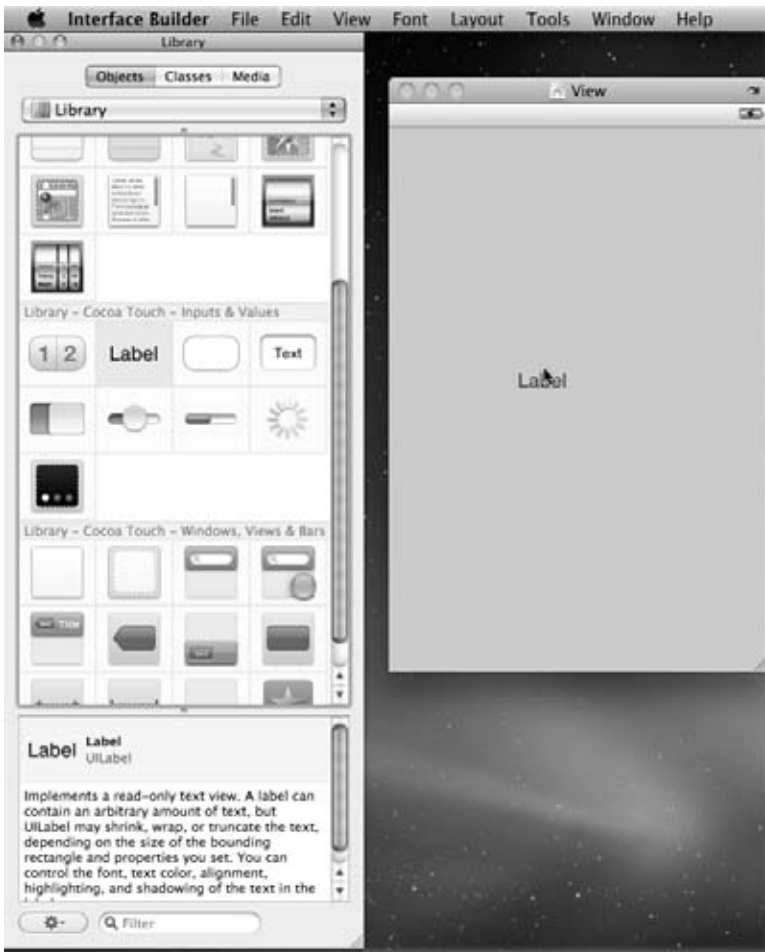 Interface Builder File Edit View Font Layout Tools Window Help
Library
Objects Classes Media
Library
Library – Cocoa Touch – Inputs & Values
1 2 Label Text
Library – Cocoa Touch – Windows, Views & Bars
Title
Label Label
UILabel
Implements a read-only text view. A label can
contain an arbitrary amount of text, but
UILabel may shrink, wrap, or truncate the text,
depending on the size of the bounding
rectangle and properties you set. You can
control the font, text color, alignment,
highlighting, and shadowing of the text in the
Filter
View
Label